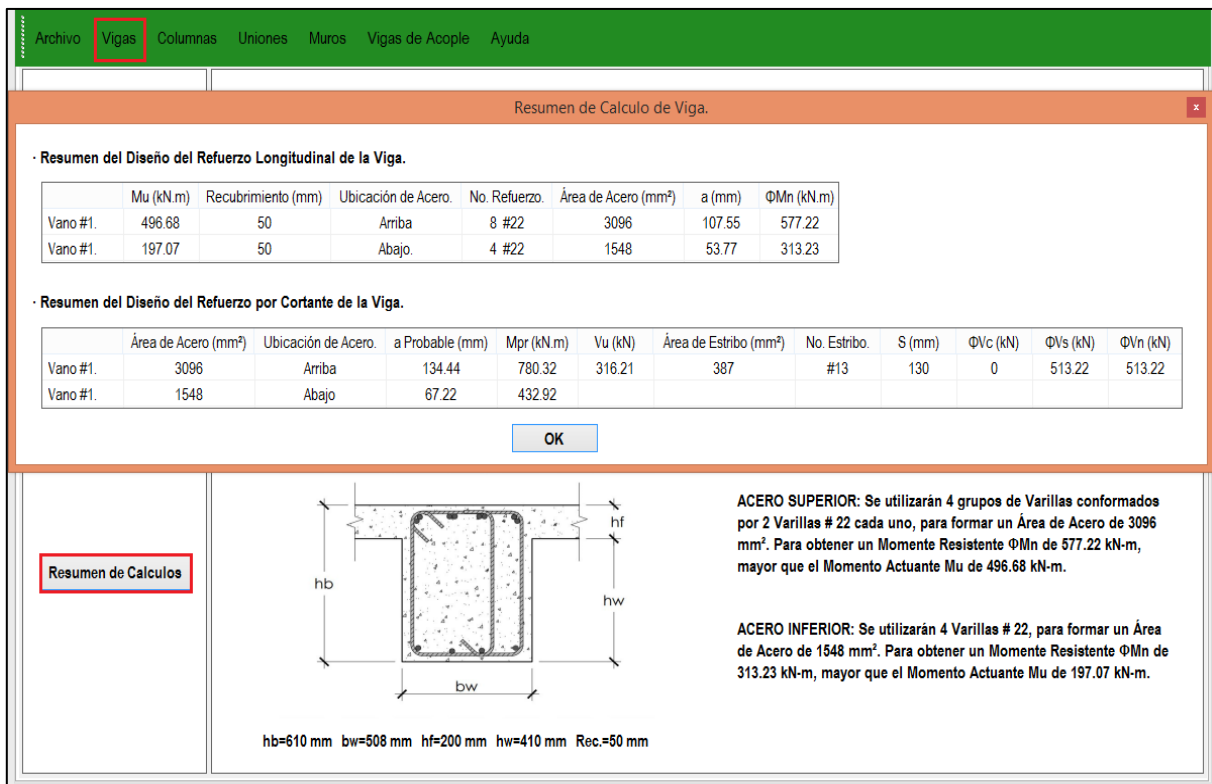 Archivo Vigas Columnas Uniones Muros Vigas de Acople Ayuda
Resumen de Calculo de Viga.
x
· Resumen del Diseño del Refuerzo Longitudinal de la Viga.
Mu (kN.m) Recubrimiento (mm) Ubicación de Acero. No. Refuerzo. Área de Acero (mm²) a (mm) ΦMn (kN.m)
Vano #1. 496.68 50 Arriba 8 #22 3096 107.55 577.22
Vano #1. 197.07 50 Abajo. 4 #22 1548 53.77 313.23
· Resumen del Diseño del Refuerzo por Cortante de la Viga.
Área de Acero (mm²) Ubicación de Acero. a Probable (mm) Mpr (kN.m) Vu (kN) Área de Estribo (mm²) No. Estribo. S (mm) ΦVc (kN) ΦVs (kN) ΦVn (kN)
Vano #1. 3096 Arriba 134.44 780.32 316.21 387 #13 130 0 513.22 513.22
Vano #1. 1548 Abajo 67.22 432.92
OK
Resumen de Calculos
hb
hf
hw
bw
hb=610 mm bw=508 mm hf=200 mm hw=410 mm Rec.=50 mm
ACERO SUPERIOR: Se utilizarán 4 grupos de Varillas conformados
por 2 Varillas # 22 cada uno, para formar un Área de Acero de 3096
mm². Para obtener un Momente Resistente ΦMn de 577.22 kN-m,
mayor que el Momento Actuante Mu de 496.68 kN-m.
ACERO INFERIOR: Se utilizarán 4 Varillas # 22, para formar un Área
de Acero de 1548 mm². Para obtener un Momente Resistente ΦMn de
313.23 kN-m, mayor que el Momento Actuante Mu de 197.07 kN-m.